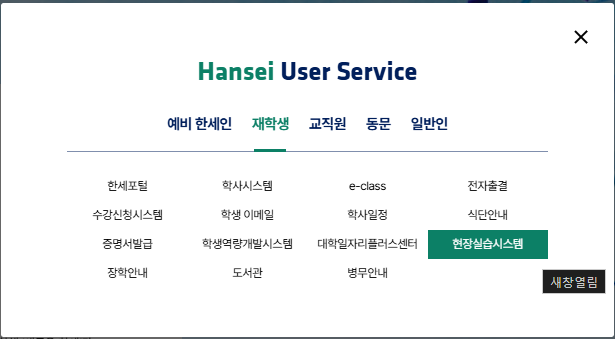 Hansei User Service
예비 한세인 재학생 교직원 동문 일반인
한세포털 학사시스템 e-class 전자출결
수강신청시스템 학생 이메일 학사일정 식단안내
증명서발급 학생역량개발시스템 대학일자리플러스센터 현장실습시스템
장학안내 도서관 병무안내
새창열림